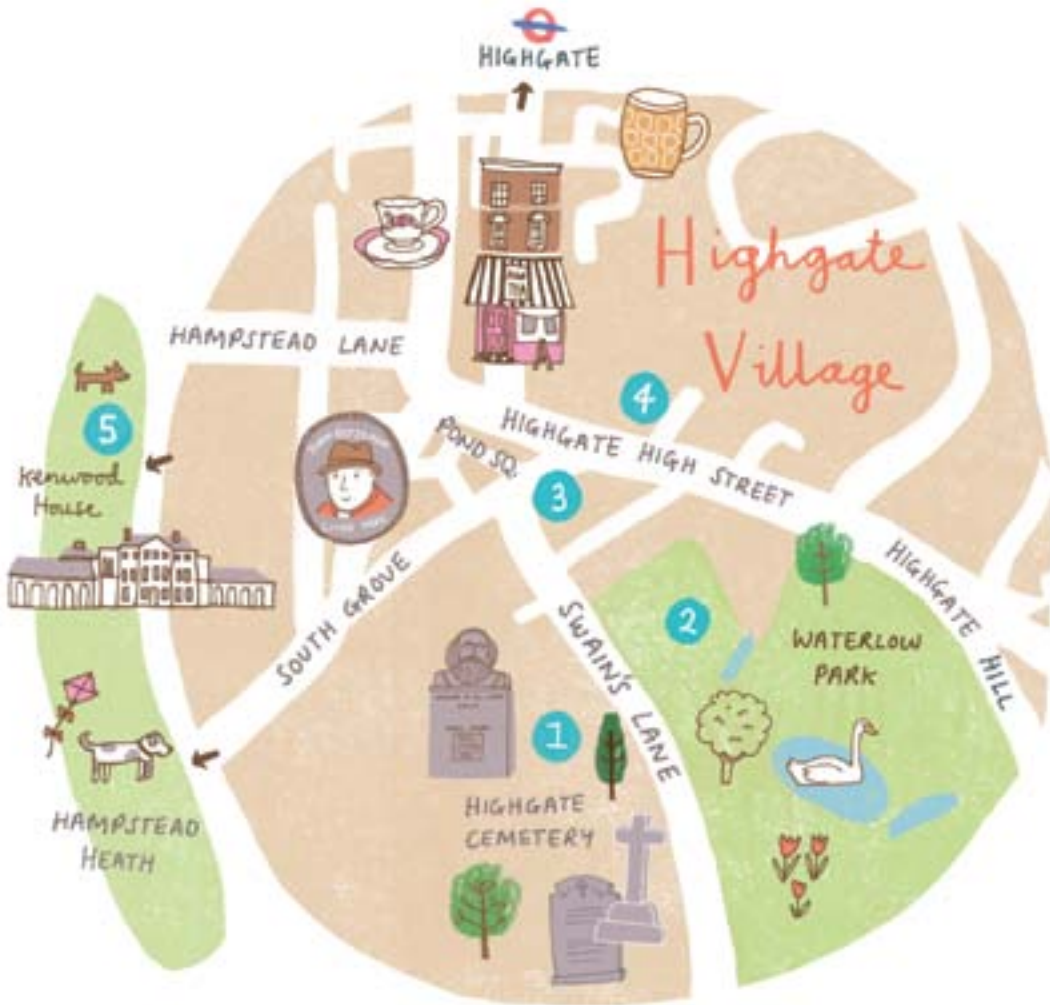 HIGHGATE
Highgate
Village
HAMPSTEAD LANE
4
HIGHGATE HIGH STREET
POND SQ.
3
5
Kenwood
House
SOUTH GROVE
SWAIN'S LANE
2
WATERLOW
PARK
HIGHGATE HILL
1
HIGHGATE
CEMETERY
HAMPSTEAD
HEATH